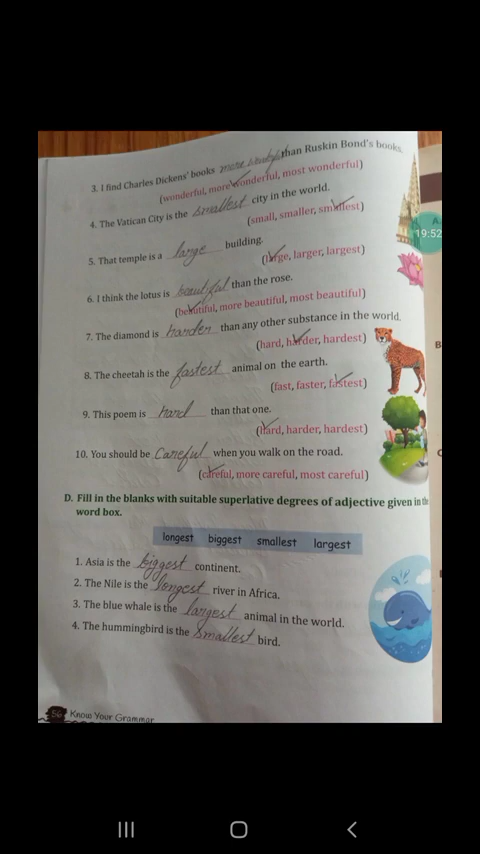 3. I find Charles Dickens' books more wonderful than Ruskin Bond's books.
(wonderful, more wonderful, most wonderful)
4. The Vatican City is the smallest city in the world.
(small, smaller, smallest)
19:52
5. That temple is a large building.
(large, larger, largest)
6. I think the lotus is beautiful than the rose.
(beautiful, more beautiful, most beautiful)
7. The diamond is harder than any other substance in the world.
(hard, harder, hardest)
8. The cheetah is the fastest animal on the earth.
(fast, faster, fastest)
9. This poem is hard than that one.
(hard, harder, hardest)
10. You should be Careful when you walk on the road.
(careful, more careful, most careful)
D. Fill in the blanks with suitable superlative degrees of adjective given in the
word box.
longest biggest smallest largest
1. Asia is the biggest continent.
2. The Nile is the longest river in Africa.
3. The blue whale is the largest animal in the world.
4. The hummingbird is the smallest bird.
56 Know Your Grammar